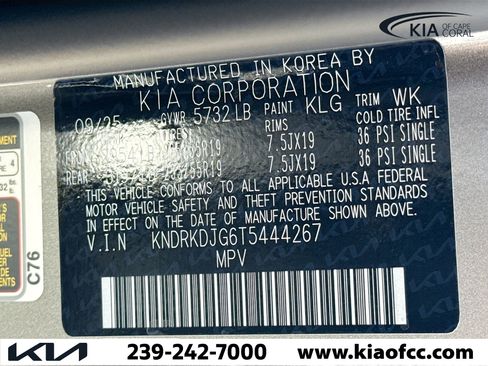 KIA OF CAPE CORAL
MANUFACTURED IN KOREA BY
KIA CORPORATION
09/25 GVWR 5732 LB PAINT KLG TRIM WK
RIMS COLD TIRE INFL
7.5JX19 36 PSI SINGLE
REAR 7.5JX19 36 PSI SINGLE
THIS VEHICLE CONFORMS TO ALL APPLICABLE U.S.A FEDERAL
MOTOR VEHICLE SAFETY AND THEFT PREVENTION STANDARDS
IN EFFECT ON THE DATE OF MANUFACTURE SHOWN ABOVE.
V.I.N KNDRKDJG6T5444267
MPV
C76
KIA 239-242-7000 www.kiaofcc.com